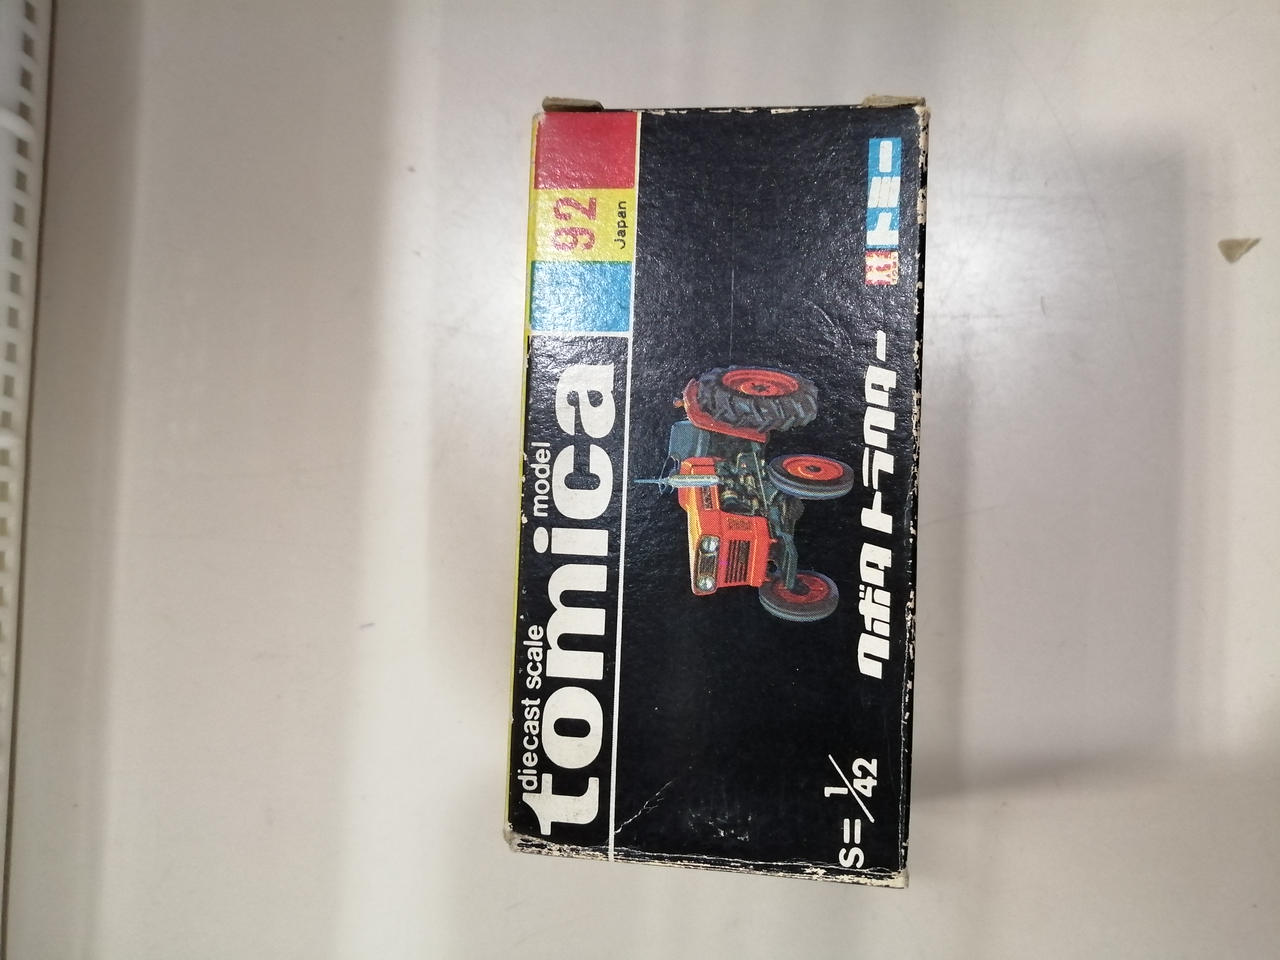 diecast scale model
tomica
92
Japan
トミー
クボタ トラクター
S=1/42